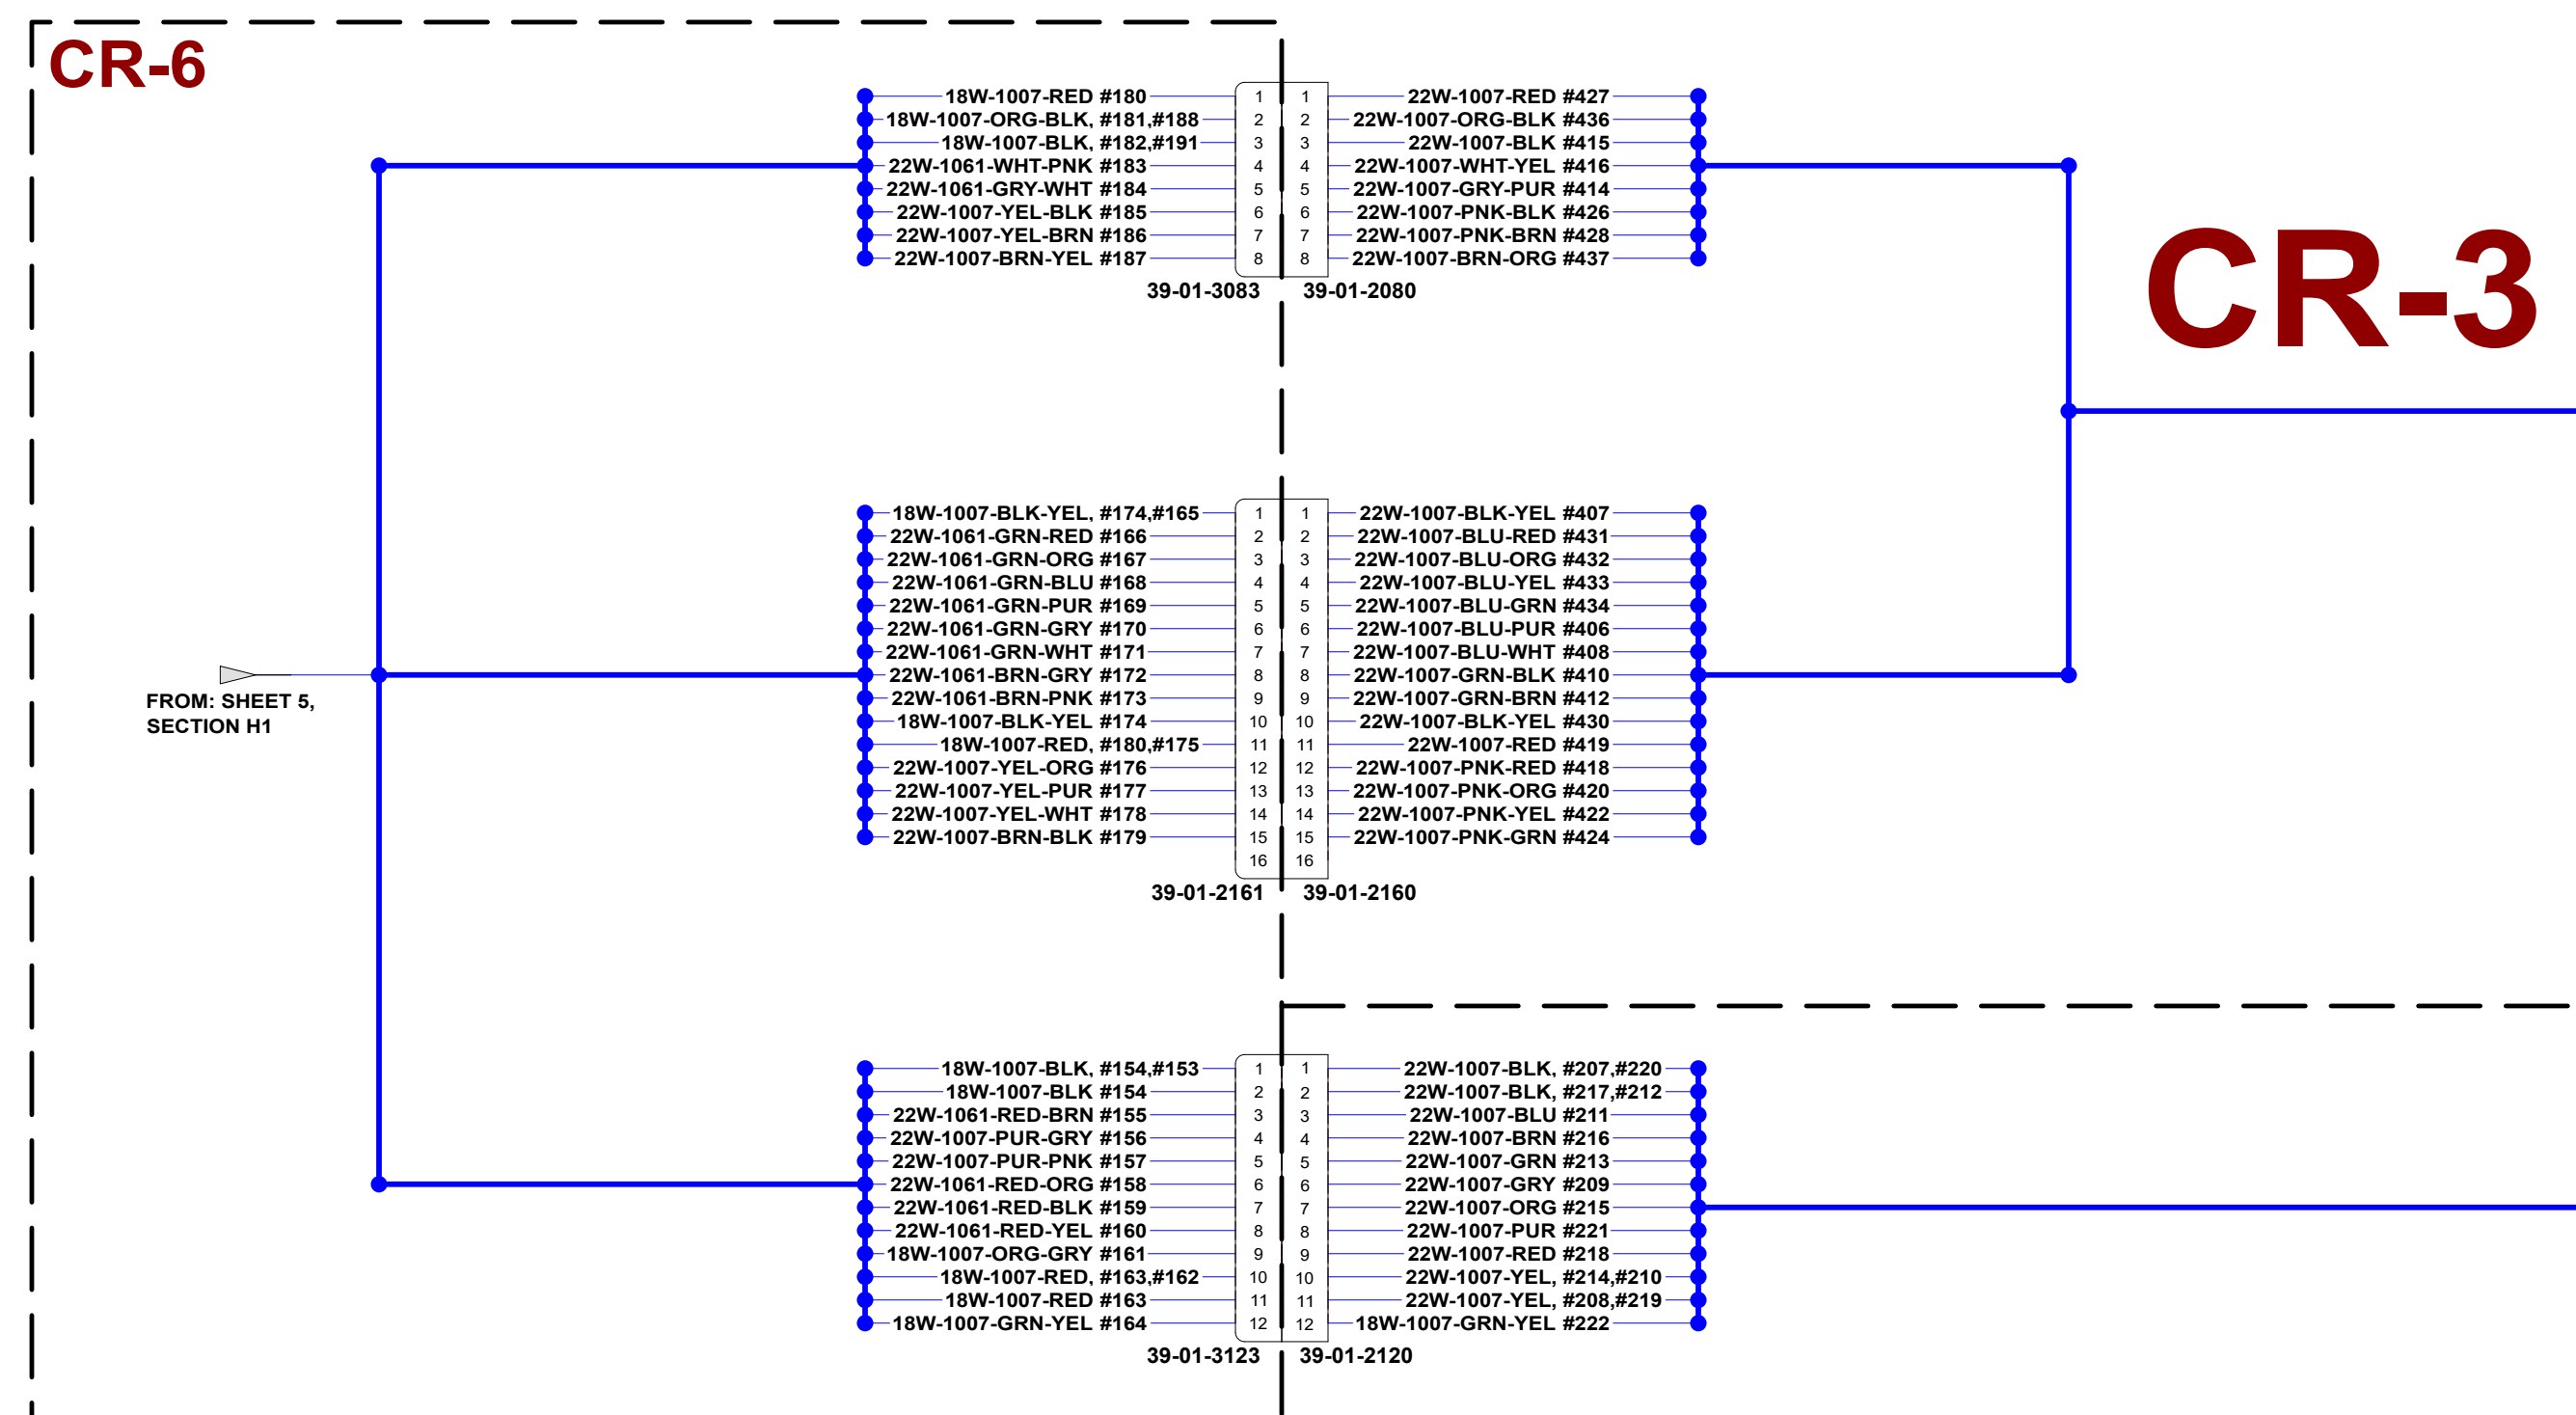 CR-6
18W-1007-RED #180 1 1 22W-1007-RED #427
18W-1007-ORG-BLK, #181,#188 2 2 22W-1007-ORG-BLK #436
18W-1007-BLK, #182,#191 3 3 22W-1007-BLK #415
22W-1061-WHT-PNK #183 4 4 22W-1007-WHT-YEL #416
22W-1061-GRY-WHT #184 5 5 22W-1007-GRY-PUR #414
22W-1007-YEL-BLK #185 6 6 22W-1007-PNK-BLK #426
22W-1007-YEL-BRN #186 7 7 22W-1007-PNK-BRN #428
22W-1007-BRN-YEL #187 8 8 22W-1007-BRN-ORG #437
39-01-3083 39-01-2080
CR-3
18W-1007-BLK-YEL, #174,#165 1 1 22W-1007-BLK-YEL #407
22W-1061-GRN-RED #166 2 2 22W-1007-BLU-RED #431
22W-1061-GRN-ORG #167 3 3 22W-1007-BLU-ORG #432
22W-1061-GRN-BLU #168 4 4 22W-1007-BLU-YEL #433
22W-1061-GRN-PUR #169 5 5 22W-1007-BLU-GRN #434
22W-1061-GRN-GRY #170 6 6 22W-1007-BLU-PUR #406
22W-1061-GRN-WHT #171 7 7 22W-1007-BLU-WHT #408
22W-1061-BRN-GRY #172 8 8 22W-1007-GRN-BLK #410
22W-1061-BRN-PNK #173 9 9 22W-1007-GRN-BRN #412
18W-1007-BLK-YEL #174 10 10 22W-1007-BLK-YEL #430
18W-1007-RED, #180,#175 11 11 22W-1007-RED #419
22W-1007-YEL-ORG #176 12 12 22W-1007-PNK-RED #418
22W-1007-YEL-PUR #177 13 13 22W-1007-PNK-ORG #420
22W-1007-YEL-WHT #178 14 14 22W-1007-PNK-YEL #422
22W-1007-BRN-BLK #179 15 15 22W-1007-PNK-GRN #424
16 16
39-01-2161 39-01-2160
FROM: SHEET 5,
SECTION H1
18W-1007-BLK, #154,#153 1 1 22W-1007-BLK, #207,#220
18W-1007-BLK #154 2 2 22W-1007-BLK, #217,#212
22W-1061-RED-BRN #155 3 3 22W-1007-BLU #211
22W-1007-PUR-GRY #156 4 4 22W-1007-BRN #216
22W-1007-PUR-PNK #157 5 5 22W-1007-GRN #213
22W-1061-RED-ORG #158 6 6 22W-1007-GRY #209
22W-1061-RED-BLK #159 7 7 22W-1007-ORG #215
22W-1061-RED-YEL #160 8 8 22W-1007-PUR #221
18W-1007-ORG-GRY #161 9 9 22W-1007-RED #218
18W-1007-RED, #163,#162 10 10 22W-1007-YEL, #214,#210
18W-1007-RED #163 11 11 22W-1007-YEL, #208,#219
18W-1007-GRN-YEL #164 12 12 18W-1007-GRN-YEL #222
39-01-3123 39-01-2120